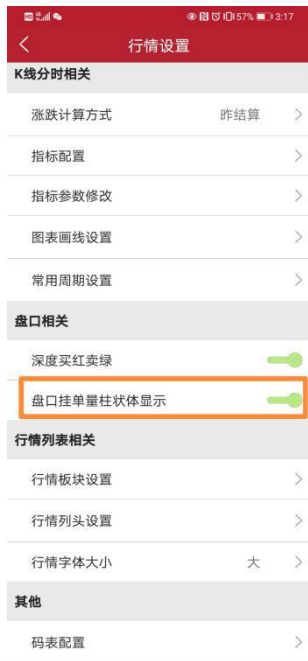 57% 3:17
行情设置
K线分时相关
涨跌计算方式 昨结算
指标配置
指标参数修改
图表画线设置
常用周期设置
盘口相关
深度买红卖绿
盘口挂单量柱状体显示
行情列表相关
行情板块设置
行情列头设置
行情字体大小 大
其他
码表配置